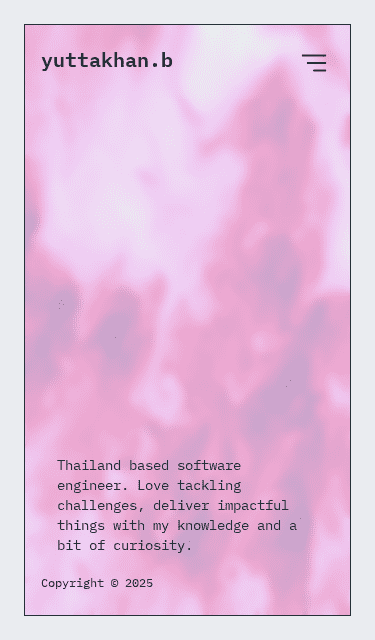 yuttakhan.b
Thailand based software
engineer. Love tackling
challenges, deliver impactful
things with my knowledge and a
bit of curiosity.
Copyright © 2025